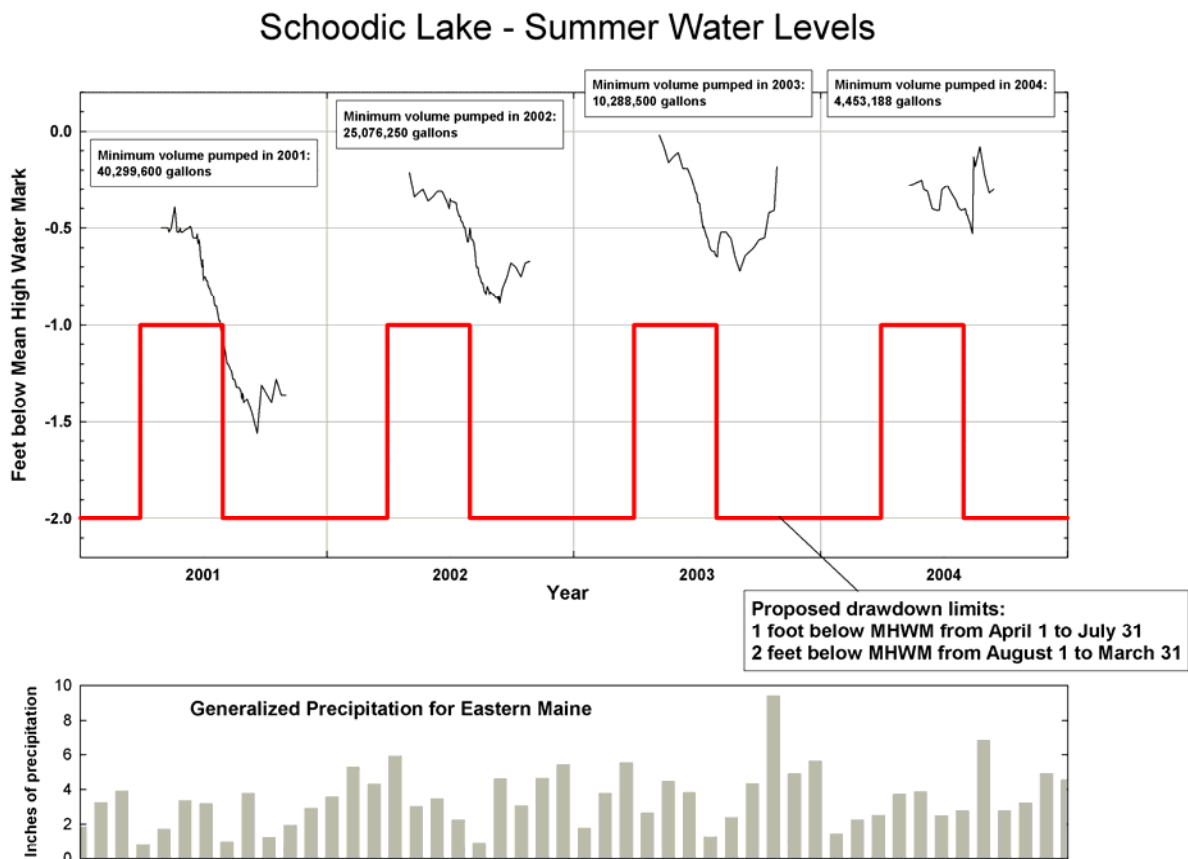 Schoodic Lake - Summer Water Levels
Minimum volume pumped in 2001:
40,299,600 gallons
Minimum volume pumped in 2002:
25,076,250 gallons
Minimum volume pumped in 2003:
10,288,500 gallons
Minimum volume pumped in 2004:
4,453,188 gallons
Feet below Mean High Water Mark
0.0
-0.5
-1.0
-1.5
-2.0
2001
2002
2003
2004
Year
Proposed drawdown limits:
1 foot below MHWM from April 1 to July 31
2 feet below MHWM from August 1 to March 31
Generalized Precipitation for Eastern Maine
Inches of precipitation
10
8
6
4
2
0